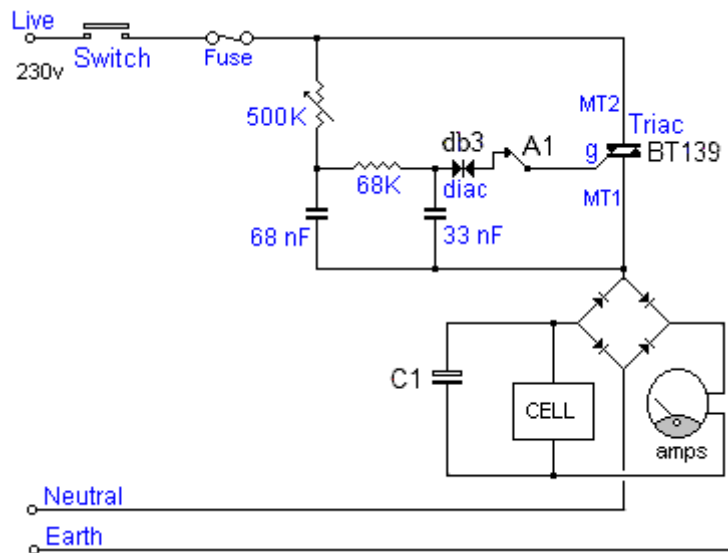 Live
230v
Switch
Fuse
500K
MT2
Triac
BT139
db3
A1
g
68K
diac
MT1
68 nF
33 nF
C1
CELL
amps
Neutral
Earth